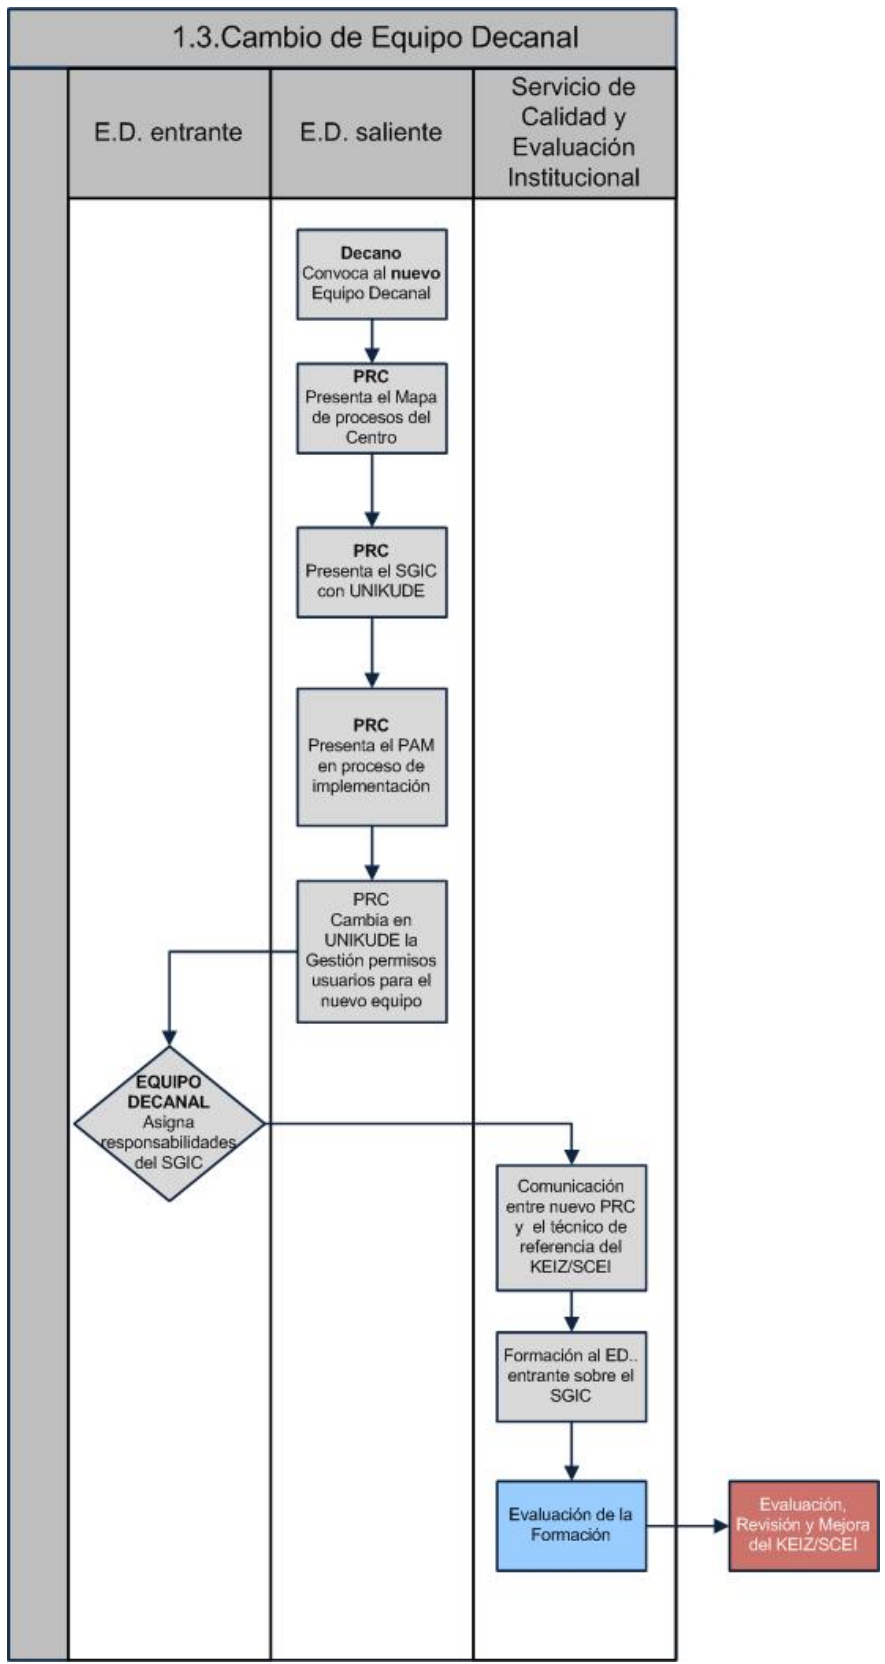 1.3.Cambio de Equipo Decanal
E.D. entrante
E.D. saliente
Servicio de
Calidad y
Evaluación
Institucional
Decano
Convoca al nuevo
Equipo Decanal
PRC
Presenta el Mapa
de procesos del
Centro
PRC
Presenta el SGIC
con UNIKUDE
PRC
Presenta el PAM
en proceso de
implementación
PRC
Cambia en
UNIKUDE la
Gestión permisos
usuarios para el
nuevo equipo
EQUIPO
DECANAL
Asigna
responsabilidades
del SGIC
Comunicación
entre nuevo PRC
y el técnico de
referencia del
KEIZ/SCEI
Formación al ED..
entrante sobre el
SGIC
Evaluación de la
Formación
Evaluación,
Revisión y Mejora
del KEIZ/SCEI